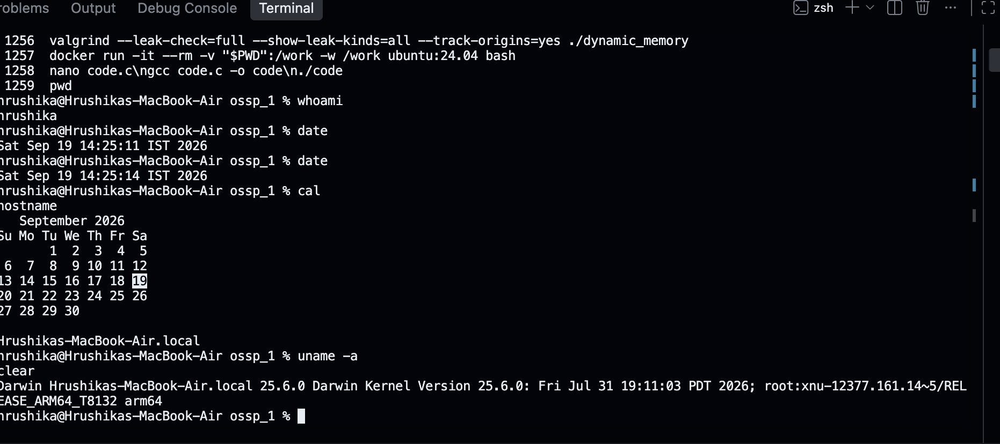 roblems Output Debug Console Terminal zsh
1256 valgrind --leak-check=full --show-leak-kinds=all --track-origins=yes ./dynamic_memory
1257 docker run -it --rm -v "$PWD":/work -w /work ubuntu:24.04 bash
1258 nano code.c\ngcc code.c -o code\n./code
1259 pwd
hrushika@Hrushikas-MacBook-Air ossp_1 % whoami
hrushika
hrushika@Hrushikas-MacBook-Air ossp_1 % date
Sat Sep 19 14:25:11 IST 2026
hrushika@Hrushikas-MacBook-Air ossp_1 % date
Sat Sep 19 14:25:14 IST 2026
hrushika@Hrushikas-MacBook-Air ossp_1 % cal
hostname
September 2026
Su Mo Tu We Th Fr Sa
1 2 3 4 5
6 7 8 9 10 11 12
13 14 15 16 17 18 19
20 21 22 23 24 25 26
27 28 29 30
Hrushikas-MacBook-Air.local
hrushika@Hrushikas-MacBook-Air ossp_1 % uname -a
clear
Darwin Hrushikas-MacBook-Air.local 25.6.0 Darwin Kernel Version 25.6.0: Fri Jul 31 19:11:03 PDT 2026; root:xnu-12377.161.14~5/REL
EASE_ARM64_T8132 arm64
hrushika@Hrushikas-MacBook-Air ossp_1 %